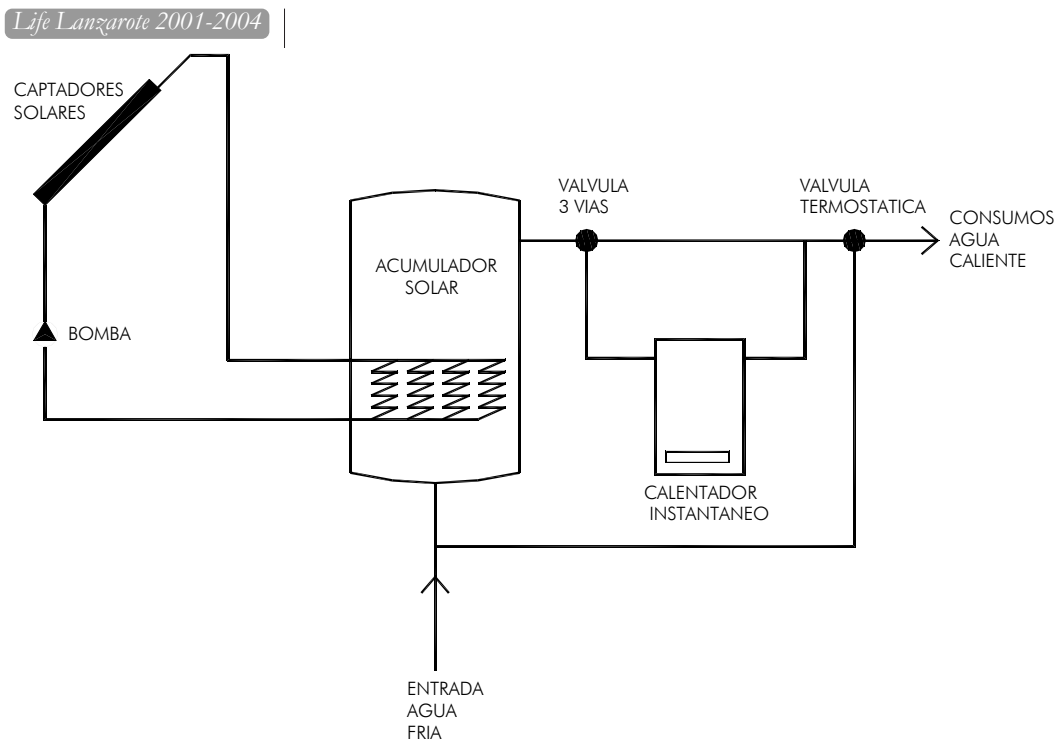 Life Lanzarote 2001-2004
CAPTADORES
SOLARES
VALVULA
3 VIAS
VALVULA
TERMOSTATICA
CONSUMOS
AGUA
CALIENTE
ACUMULADOR
SOLAR
BOMBA
CALENTADOR
INSTANTANEO
ENTRADA
AGUA
FRIA